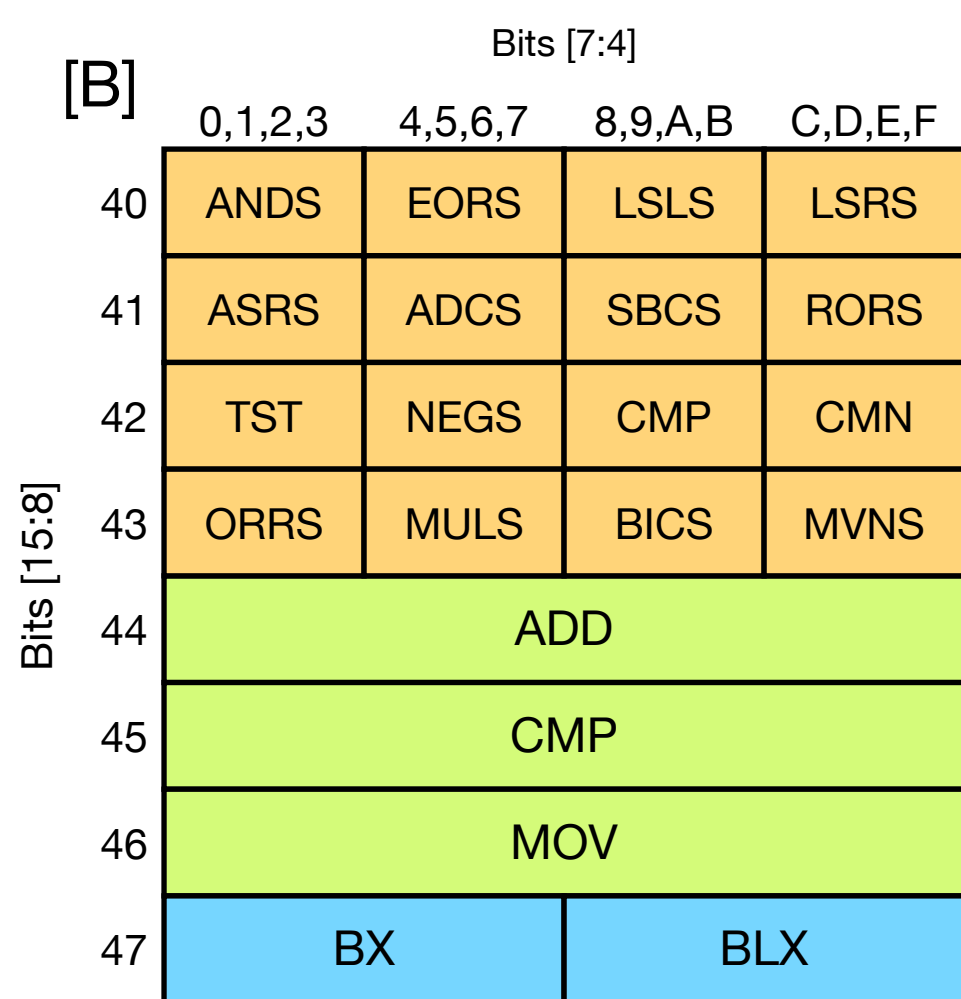 Bits [7:4]
[B]
0,1,2,3 4,5,6,7 8,9,A,B C,D,E,F
40 ANDS EORS LSLS LSRS
41 ASRS ADCS SBCS RORS
42 TST NEGS CMP CMN
43 ORRS MULS BICS MVNS
Bits [15:8]
44 ADD
45 CMP
46 MOV
47 BX BLX